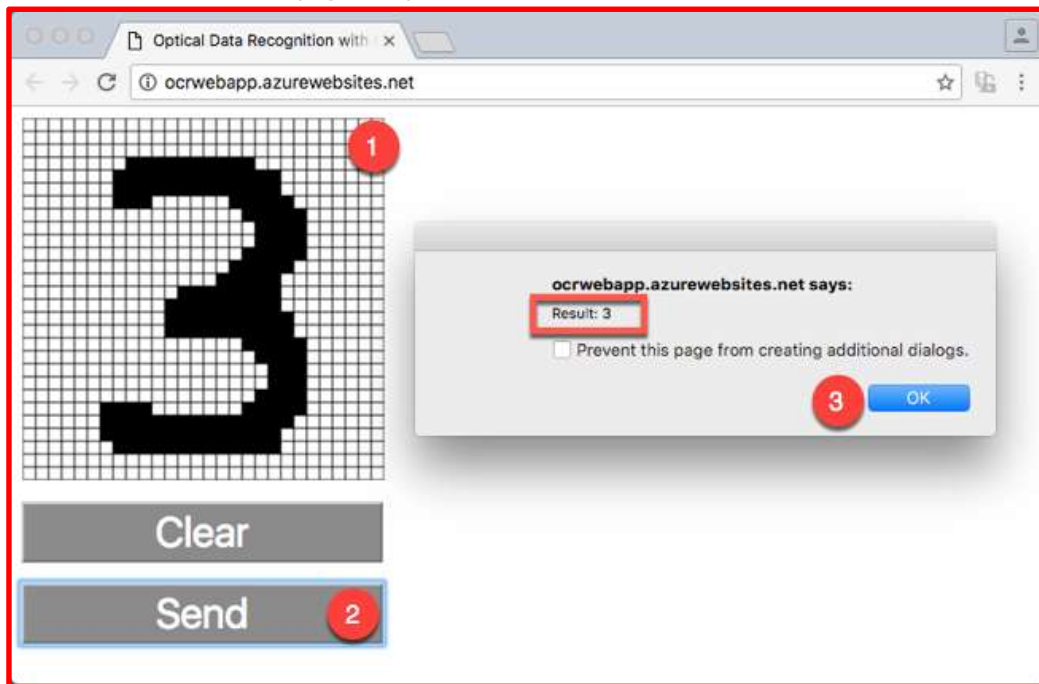 Optical Data Recognition with
ocrwebapp.azurewebsites.net
1
3
ocrwebapp.azurewebsites.net says:
Result: 3
Prevent this page from creating additional dialogs.
3 OK
Clear
Send 2